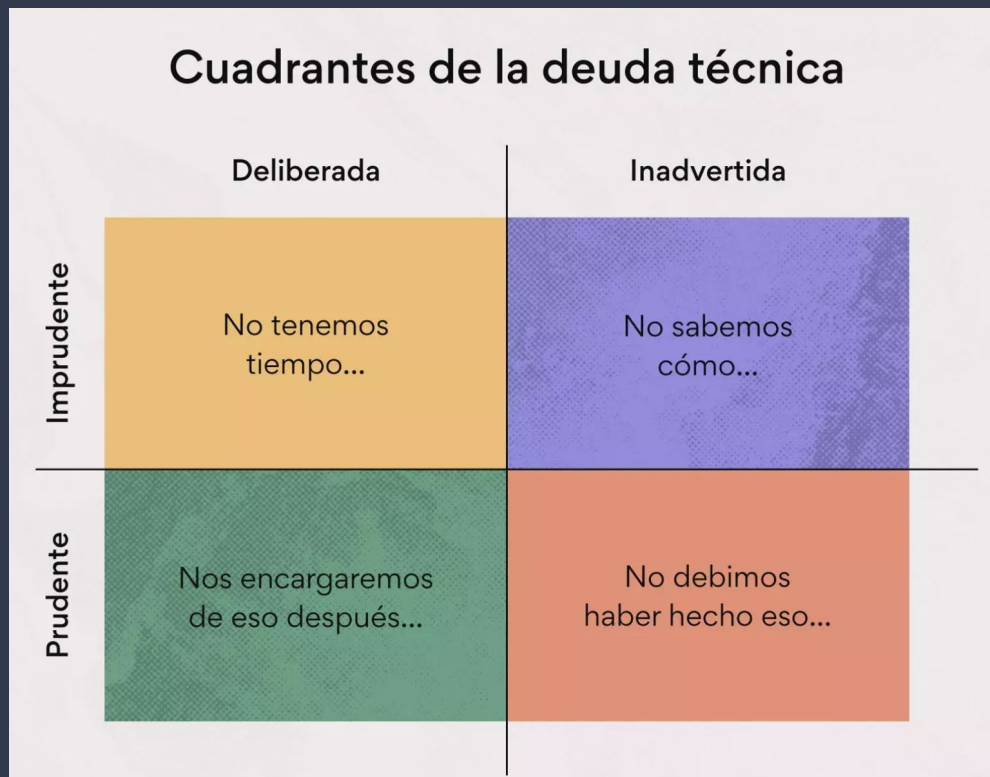 Cuadrantes de la deuda técnica
Deliberada
Inadvertida
Imprudente
No tenemos
tiempo...
No sabemos
cómo...
Prudente
Nos encargaremos
de eso después...
No debimos
haber hecho eso...